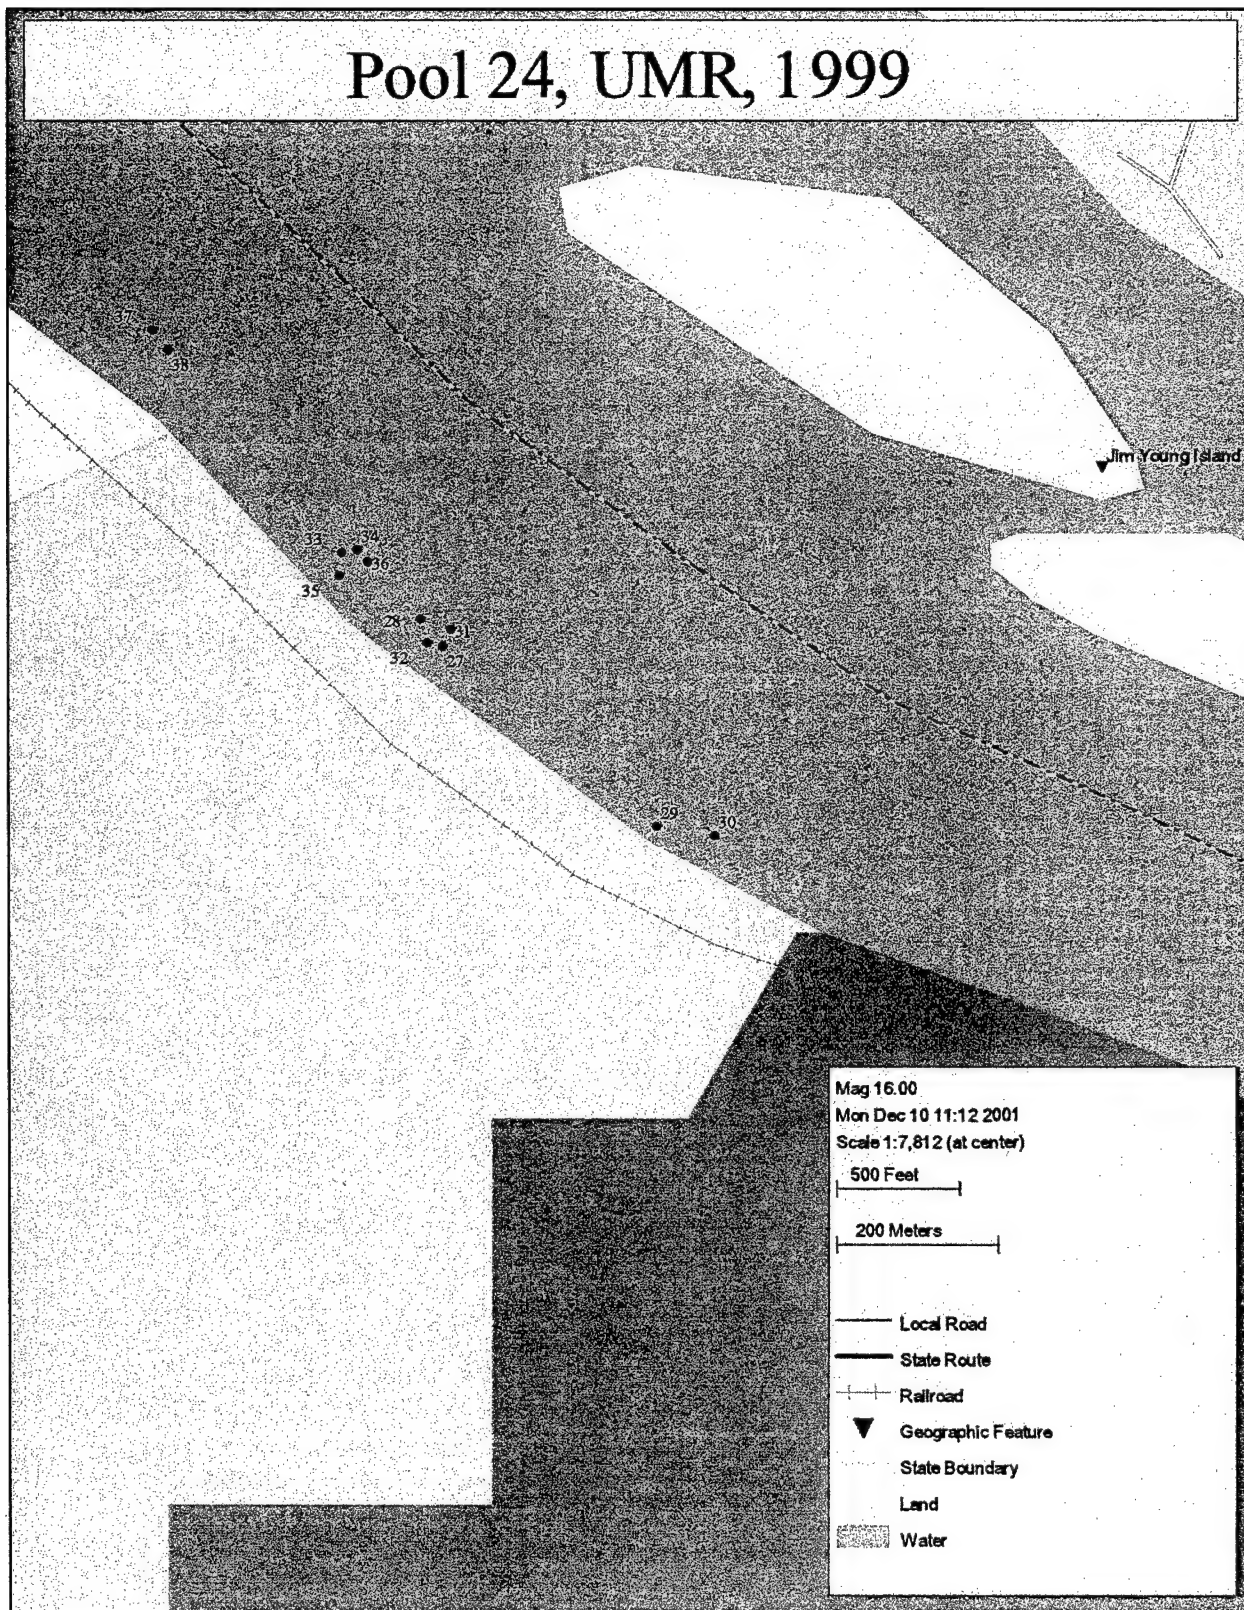 Pool 24, UMR, 1999
37
38
Jim Young Island
33
34
36
35
28
31
32
27
29
30
Mag 16.00
Mon Dec 10 11:12 2001
Scale 1:7,812 (at center)
500 Feet
200 Meters
Local Road
State Route
Railroad
Geographic Feature
State Boundary
Land
Water